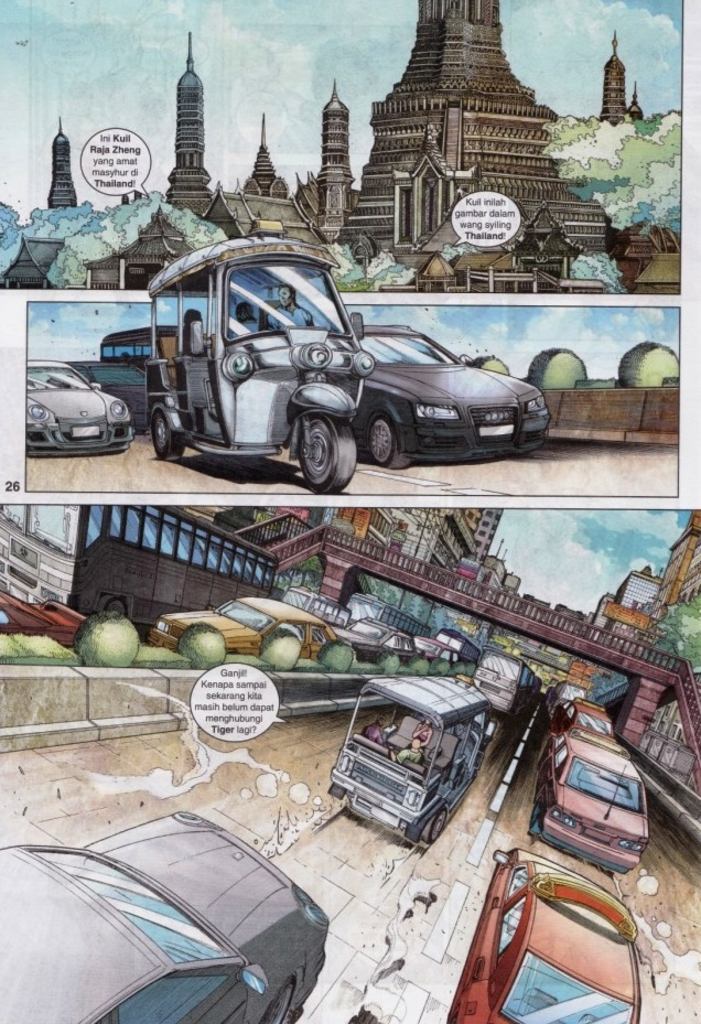 Ini Kuil
Raja Zheng
yang amat
masyhur di
Thailand!
Kuil inilah
gambar dalam
wang syiling
Thailand!
26
Ganjil!
Kenapa sampai
sekarang kita
masih belum dapat
menghubungi
Tiger lagi?